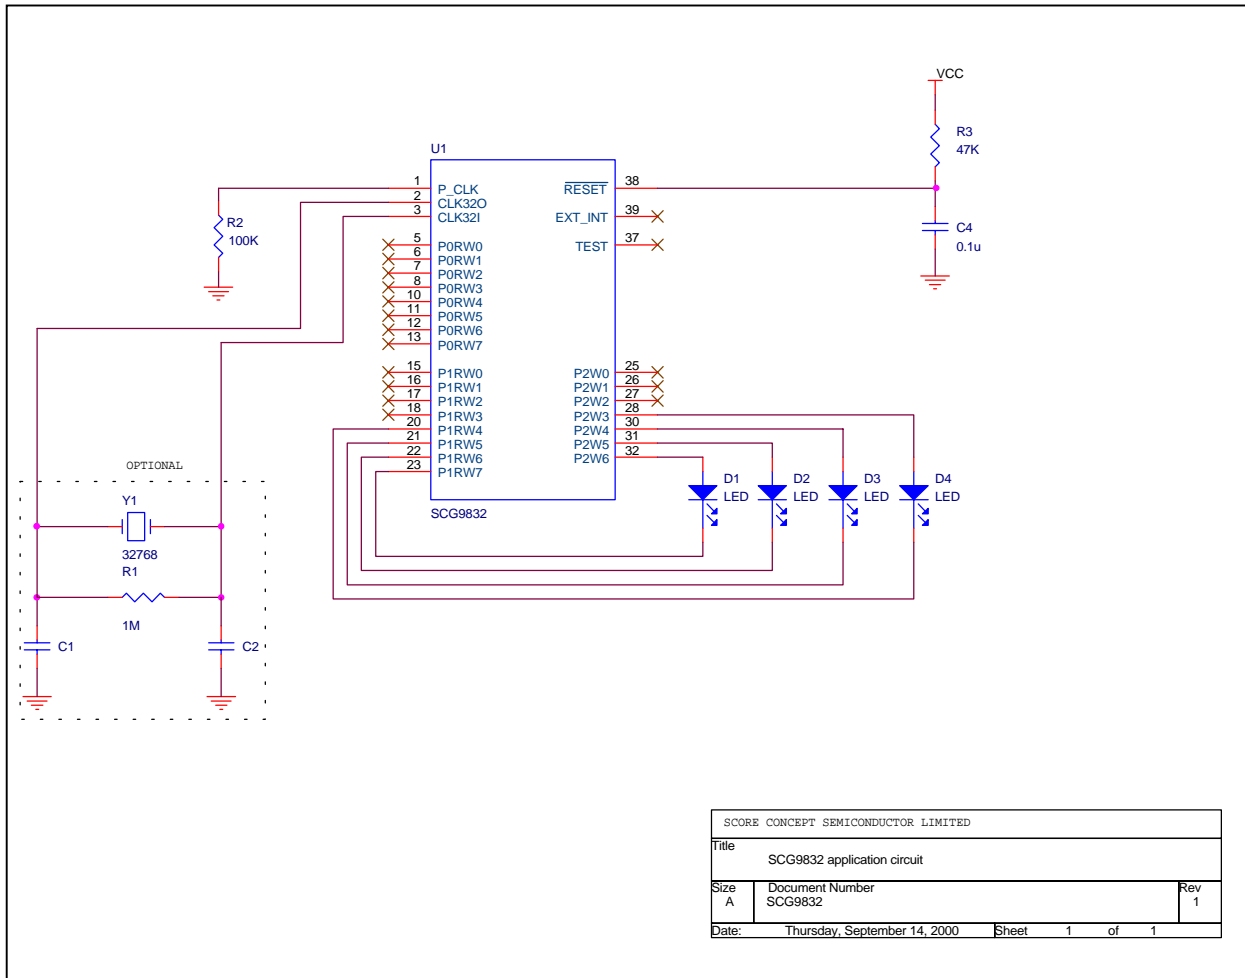 VCC
R3
47K
C4
0.1u
U1
1 P_CLK
2 CLK32O
3 CLK32I
5 P0RW0
6 P0RW1
7 P0RW2
8 P0RW3
10 P0RW4
11 P0RW5
12 P0RW6
13 P0RW7
15 P1RW0
16 P1RW1
17 P1RW2
18 P1RW3
20 P1RW4
21 P1RW5
22 P1RW6
23 P1RW7
RESET 38
EXT_INT 39
TEST 37
P2W0 25
P2W1 26
P2W2 27
P2W3 28
P2W4 30
P2W5 31
P2W6 32
SCG9832
R2
100K
D1
LED
D2
LED
D3
LED
D4
LED
OPTIONAL
Y1
32768
R1
1M
C1
C2
SCORE CONCEPT SEMICONDUCTOR LIMITED
Title
SCG9832 application circuit
Size
A
Document Number
SCG9832
Rev
1
Date: Thursday, September 14, 2000 Sheet 1 of 1